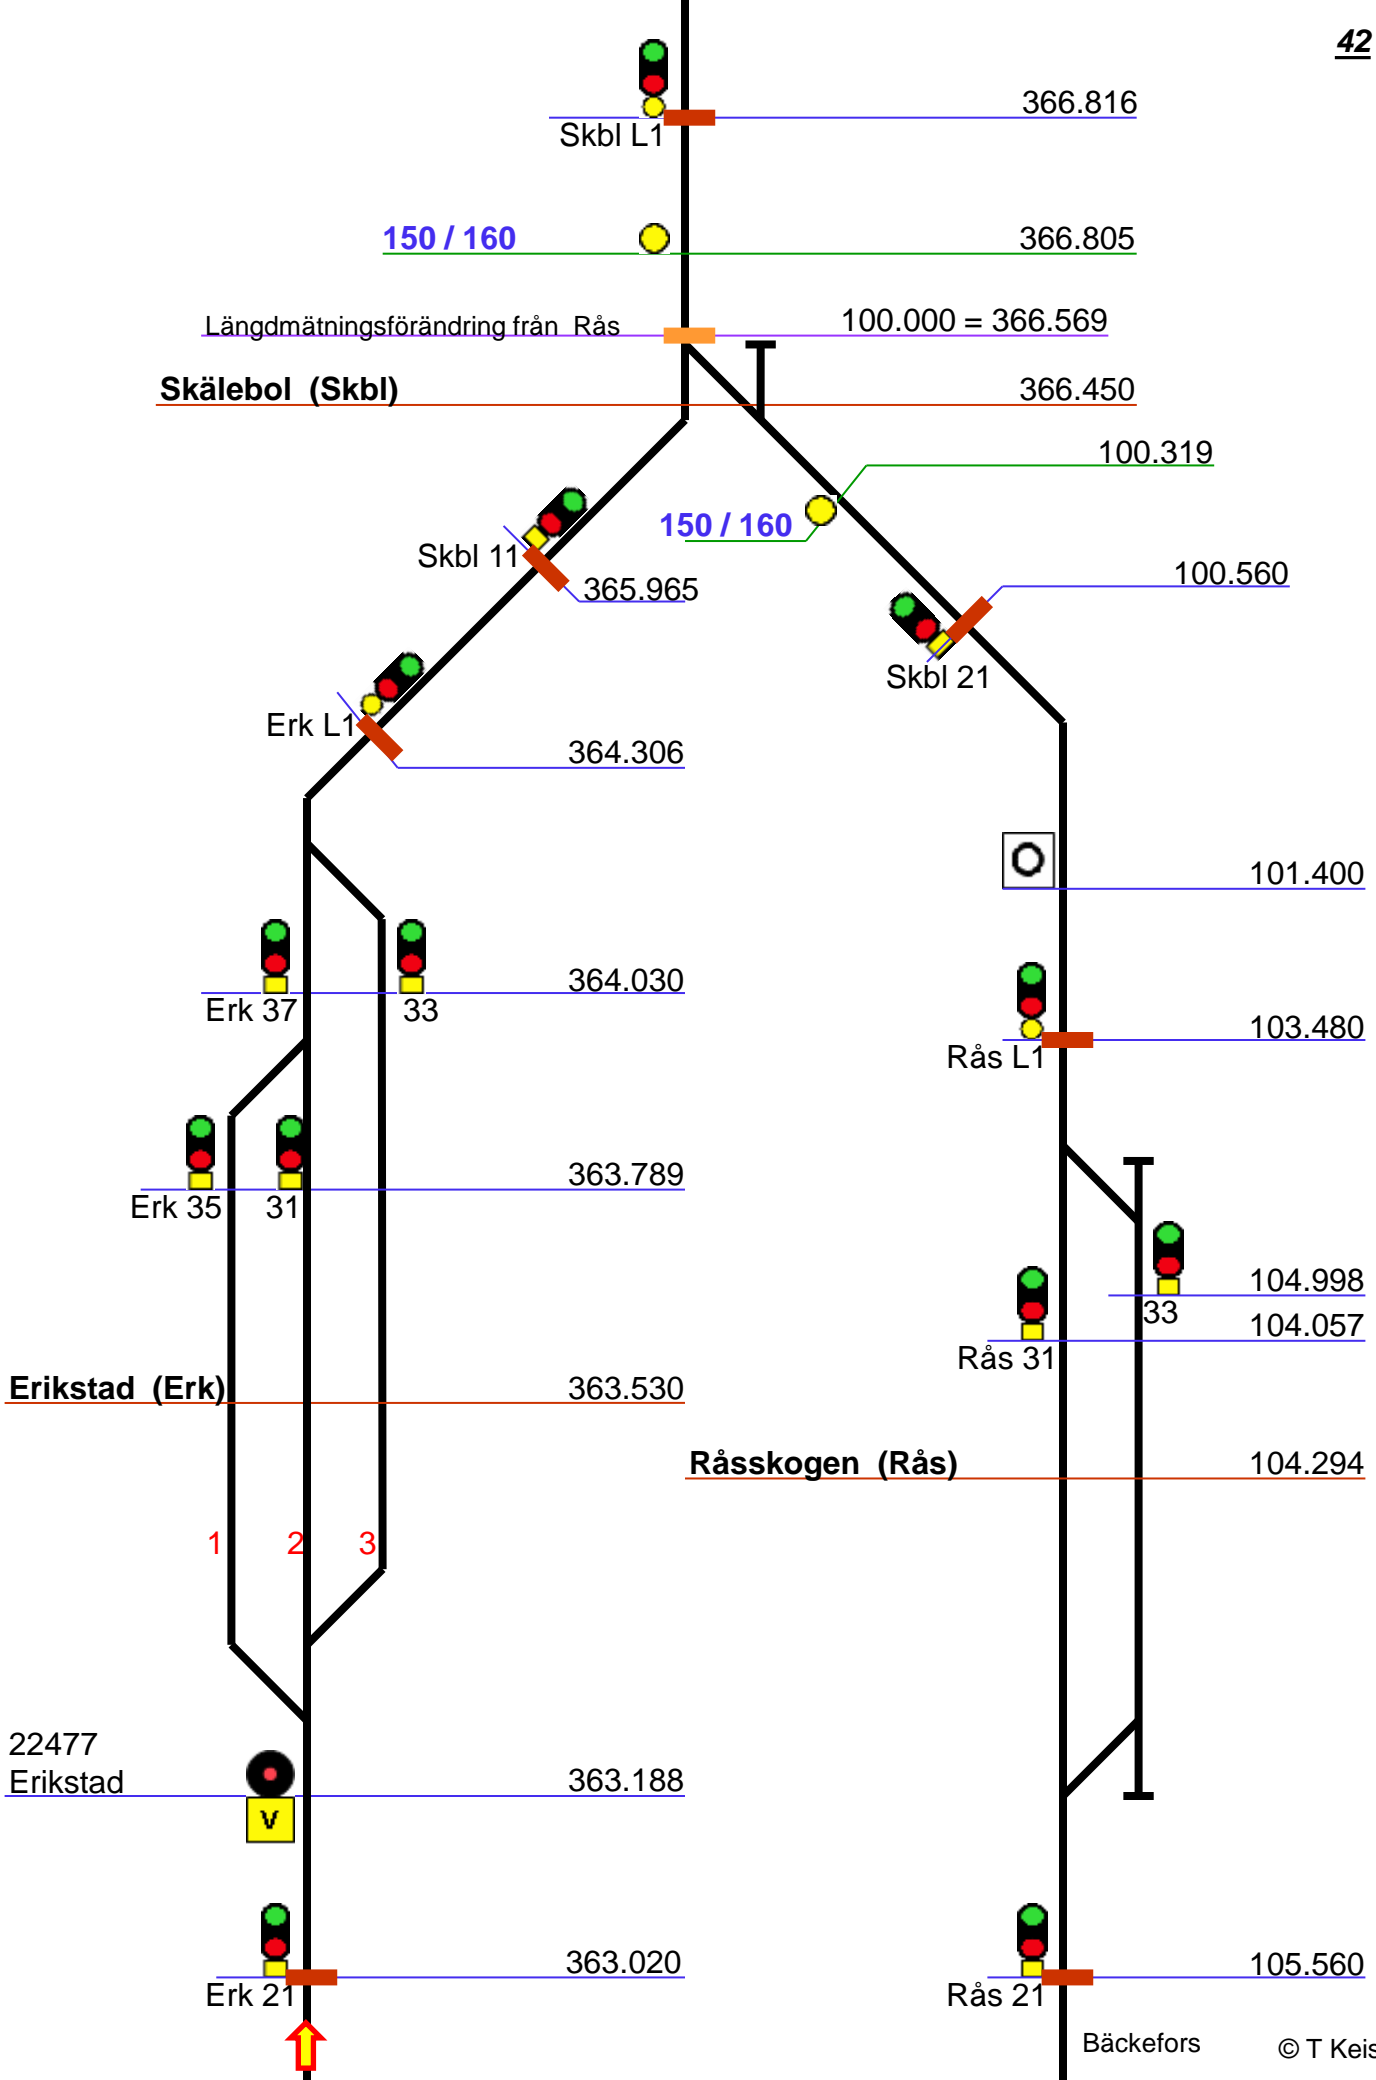 42
366.816
Skbl L1
150 / 160
366.805
Längdmätningsförändring från Rås
100.000 = 366.569
Skälebol (Skbl)
366.450
100.319
150 / 160
Skbl 11
365.965
100.560
Skbl 21
Erk L1
364.306
101.400
364.030
Erk 37
33
103.480
Rås L1
363.789
Erk 35
31
104.998
33
104.057
Rås 31
Erikstad (Erk)
363.530
Råsskogen (Rås)
104.294
1 2 3
22477
Erikstad
363.188
V
363.020
Erk 21
105.560
Rås 21
Bäckefors
© T Keis